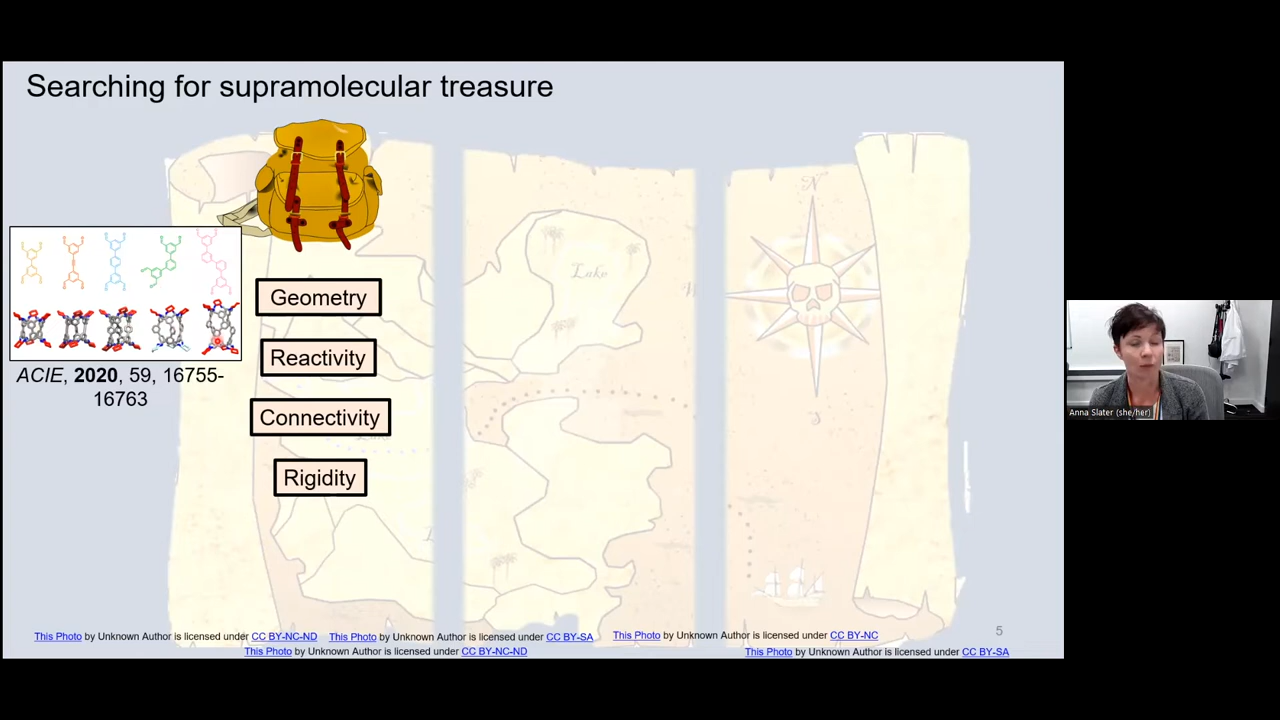 Searching for supramolecular treasure
N
Lake
Geometry
Reactivity
Connectivity
Rigidity
ACIE, 2020, 59, 16755-
16763
Anna Slater (she/her)
This Photo by Unknown Author is licensed under CC BY-NC-ND
This Photo by Unknown Author is licensed under CC BY-SA
This Photo by Unknown Author is licensed under CC BY-NC
This Photo by Unknown Author is licensed under CC BY-NC-ND
This Photo by Unknown Author is licensed under CC BY-SA
5